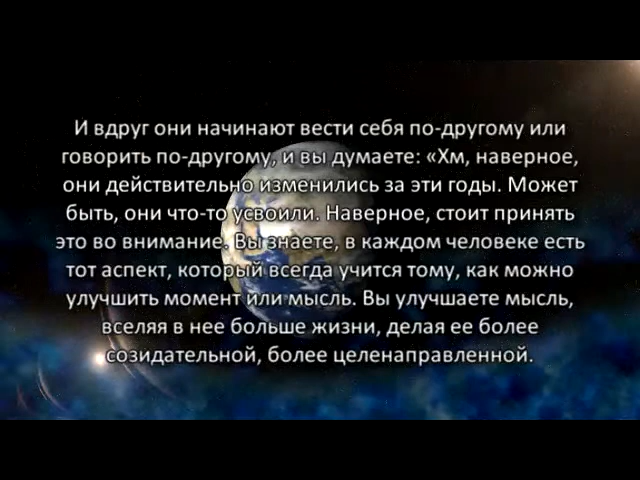 И вдруг они начинают вести себя по-другому или
говорить по-другому, и вы думаете: «Хм, наверное,
они действительно изменились за эти годы. Может
быть, они что-то усвоили. Наверное, стоит принять
это во внимание. Вы знаете, в каждом человеке есть
тот аспект, который всегда учится тому, как можно
улучшить момент или мысль. Вы улучшаете мысль,
вселяя в нее больше жизни, делая ее более
созидательной, более целенаправленной.